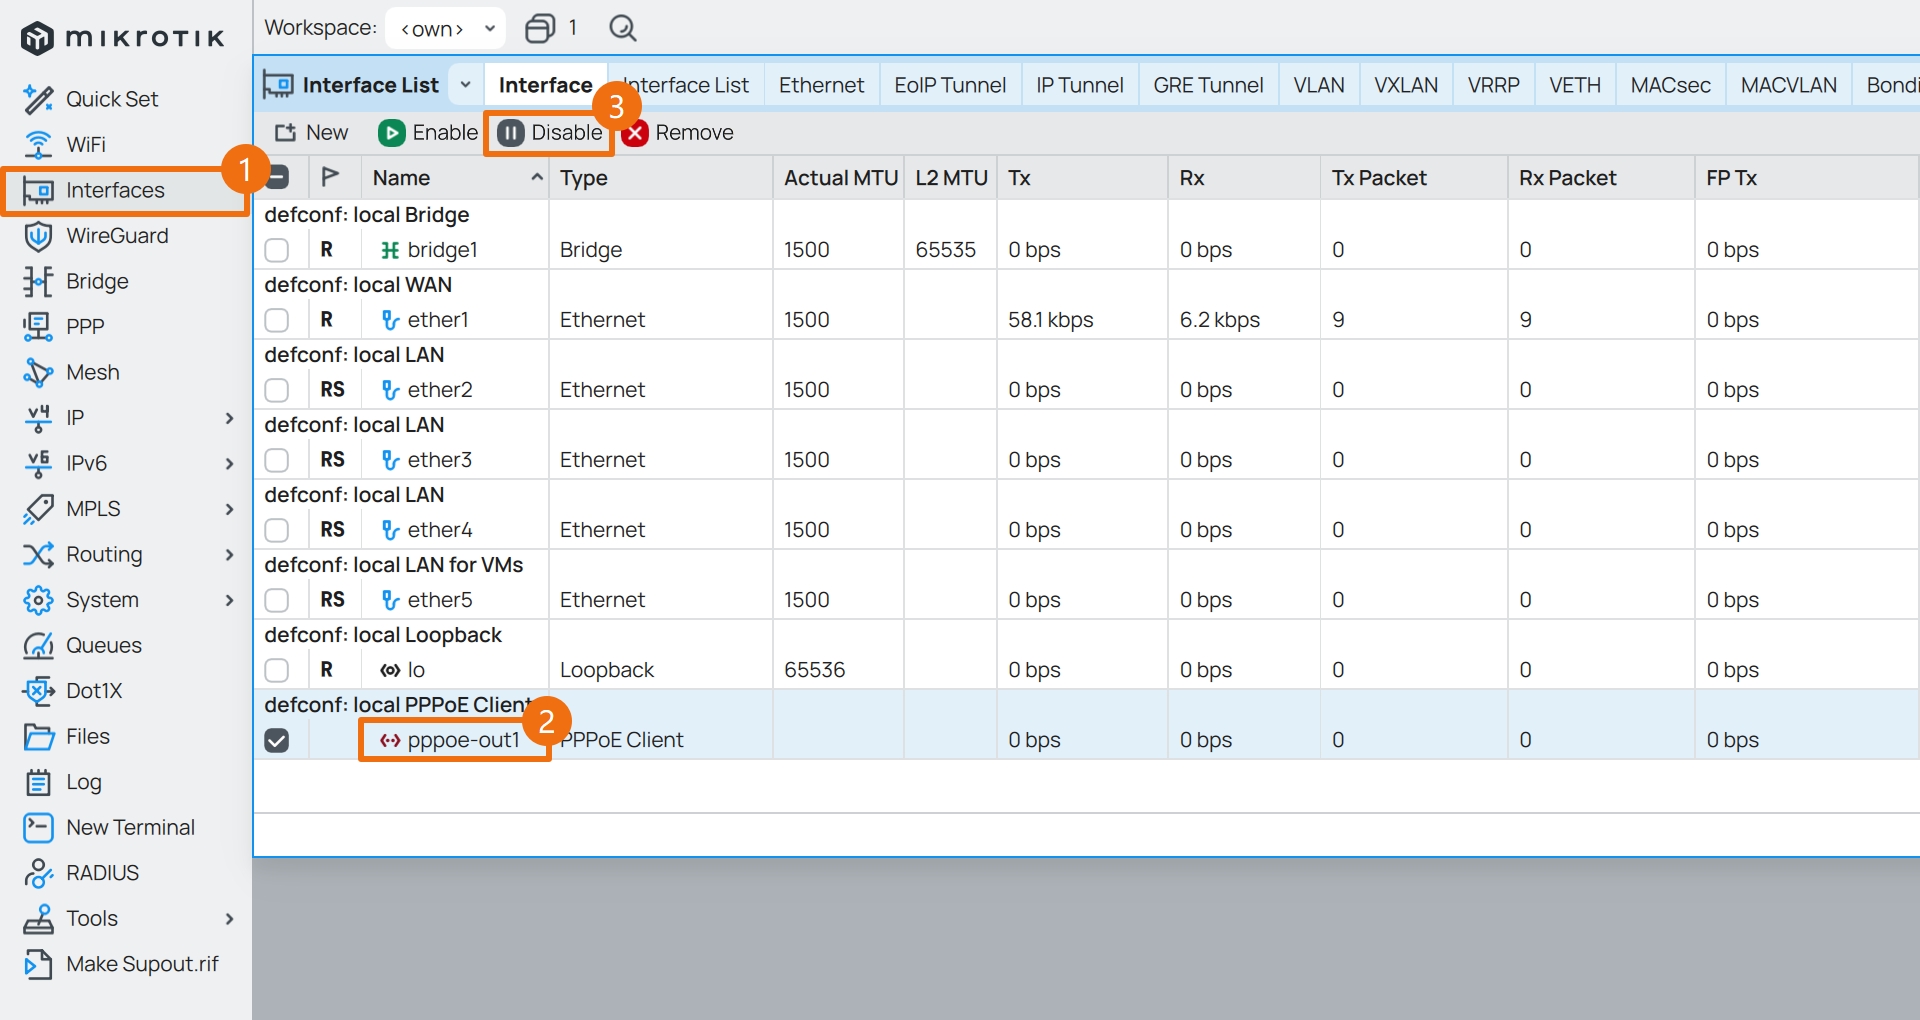 mikrotik
Workspace: <own> 1
Quick Set
WiFi
Interfaces
WireGuard
Bridge
PPP
Mesh
IP
IPv6
MPLS
Routing
System
Queues
Dot1X
Files
Log
New Terminal
RADIUS
Tools
Make Supout.rif
Interface List Interface Interface List Ethernet EoIP Tunnel IP Tunnel GRE Tunnel VLAN VXLAN VRRP VETH MACsec MACVLAN Bondi
New Enable Disable Remove
1
2
3
Name Type Actual MTU L2 MTU Tx Rx Tx Packet Rx Packet FP Tx
defconf: local Bridge
R bridge1 Bridge 1500 65535 0 bps 0 bps 0 0 0 bps
defconf: local WAN
R ether1 Ethernet 1500 58.1 kbps 6.2 kbps 9 9 0 bps
defconf: local LAN
RS ether2 Ethernet 1500 0 bps 0 bps 0 0 0 bps
defconf: local LAN
RS ether3 Ethernet 1500 0 bps 0 bps 0 0 0 bps
defconf: local LAN
RS ether4 Ethernet 1500 0 bps 0 bps 0 0 0 bps
defconf: local LAN for VMs
RS ether5 Ethernet 1500 0 bps 0 bps 0 0 0 bps
defconf: local Loopback
R lo Loopback 65536 0 bps 0 bps 0 0 0 bps
defconf: local PPPoE Client
pppoe-out1 PPPoE Client 0 bps 0 bps 0 0 0 bps